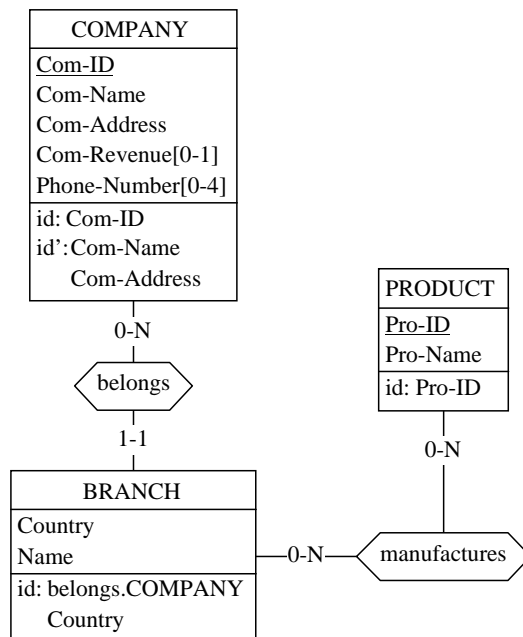 COMPANY
Com-ID
Com-Name
Com-Address
Com-Revenue[0-1]
Phone-Number[0-4]
id: Com-ID
id’:Com-Name
Com-Address
0-N
belongs
1-1
BRANCH
Country
Name
id: belongs.COMPANY
Country
0-N
manufactures
0-N
PRODUCT
Pro-ID
Pro-Name
id: Pro-ID